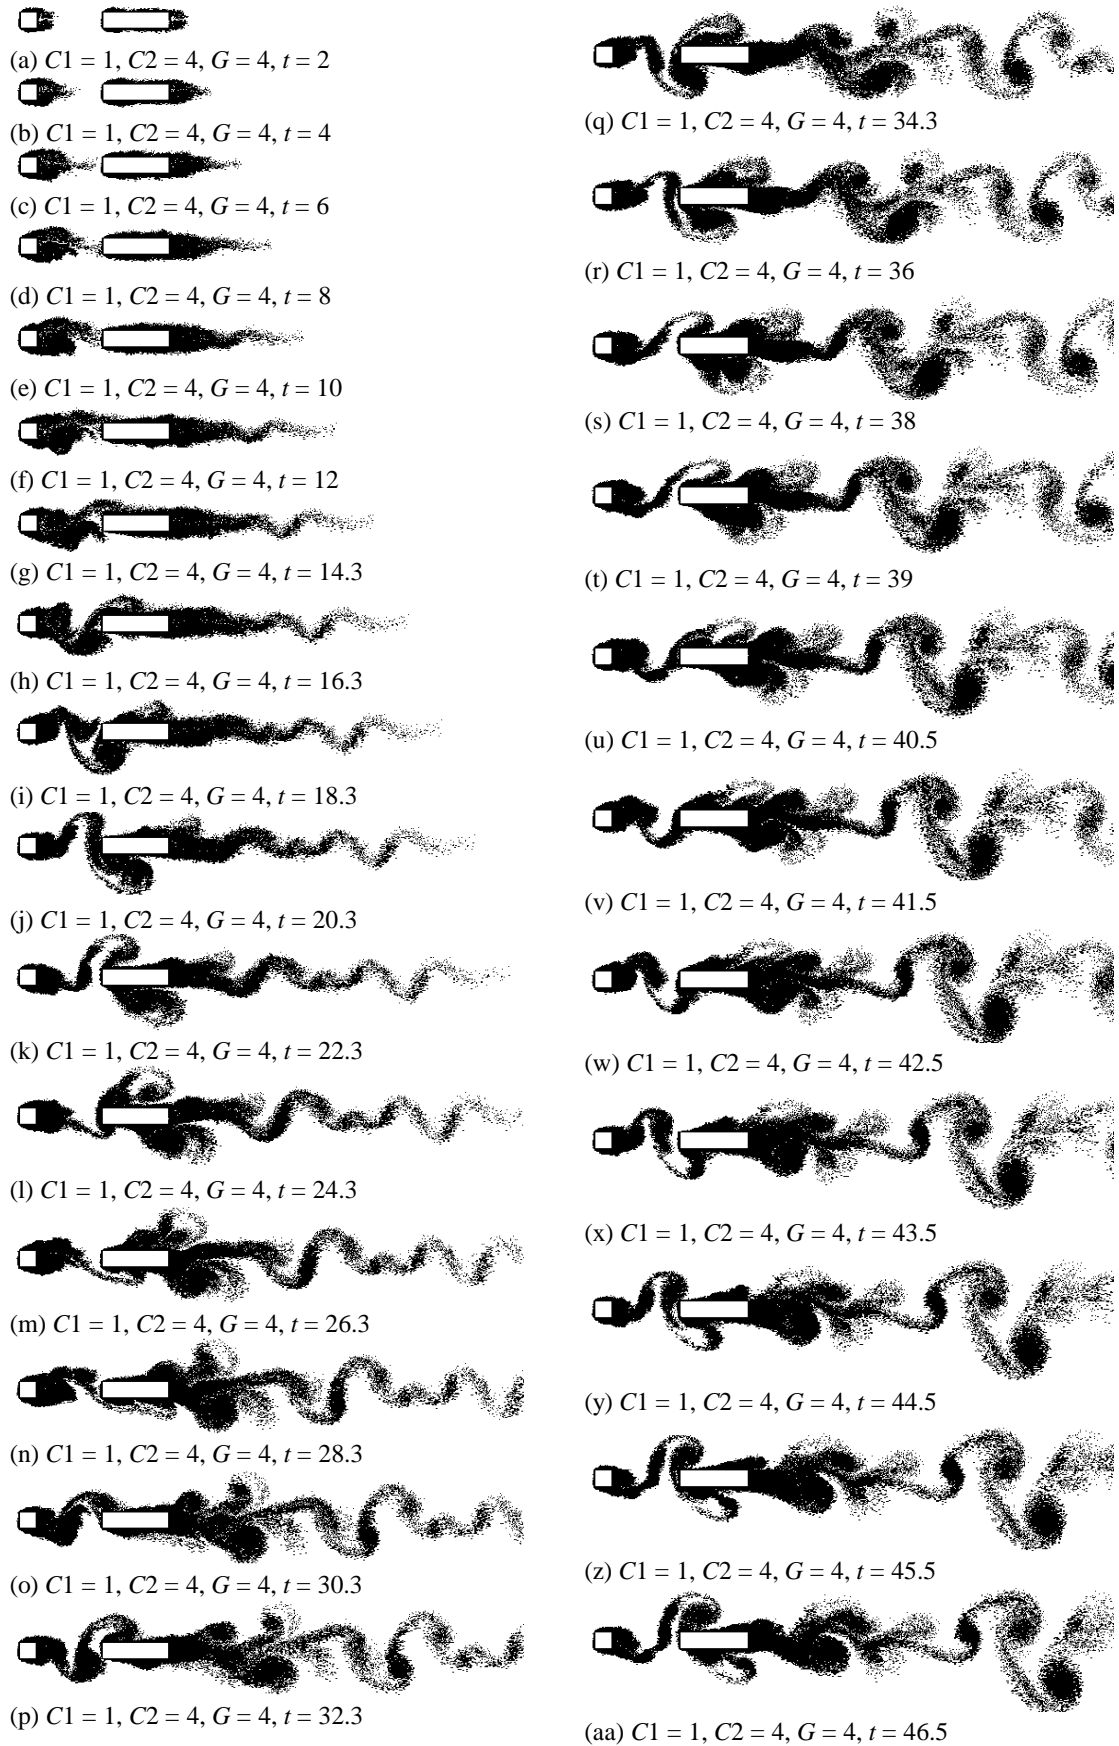 (a) C1 = 1, C2 = 4, G = 4, t = 2
(b) C1 = 1, C2 = 4, G = 4, t = 4
(c) C1 = 1, C2 = 4, G = 4, t = 6
(d) C1 = 1, C2 = 4, G = 4, t = 8
(e) C1 = 1, C2 = 4, G = 4, t = 10
(f) C1 = 1, C2 = 4, G = 4, t = 12
(g) C1 = 1, C2 = 4, G = 4, t = 14.3
(h) C1 = 1, C2 = 4, G = 4, t = 16.3
(i) C1 = 1, C2 = 4, G = 4, t = 18.3
(j) C1 = 1, C2 = 4, G = 4, t = 20.3
(k) C1 = 1, C2 = 4, G = 4, t = 22.3
(l) C1 = 1, C2 = 4, G = 4, t = 24.3
(m) C1 = 1, C2 = 4, G = 4, t = 26.3
(n) C1 = 1, C2 = 4, G = 4, t = 28.3
(o) C1 = 1, C2 = 4, G = 4, t = 30.3
(p) C1 = 1, C2 = 4, G = 4, t = 32.3
(q) C1 = 1, C2 = 4, G = 4, t = 34.3
(r) C1 = 1, C2 = 4, G = 4, t = 36
(s) C1 = 1, C2 = 4, G = 4, t = 38
(t) C1 = 1, C2 = 4, G = 4, t = 39
(u) C1 = 1, C2 = 4, G = 4, t = 40.5
(v) C1 = 1, C2 = 4, G = 4, t = 41.5
(w) C1 = 1, C2 = 4, G = 4, t = 42.5
(x) C1 = 1, C2 = 4, G = 4, t = 43.5
(y) C1 = 1, C2 = 4, G = 4, t = 44.5
(z) C1 = 1, C2 = 4, G = 4, t = 45.5
(aa) C1 = 1, C2 = 4, G = 4, t = 46.5